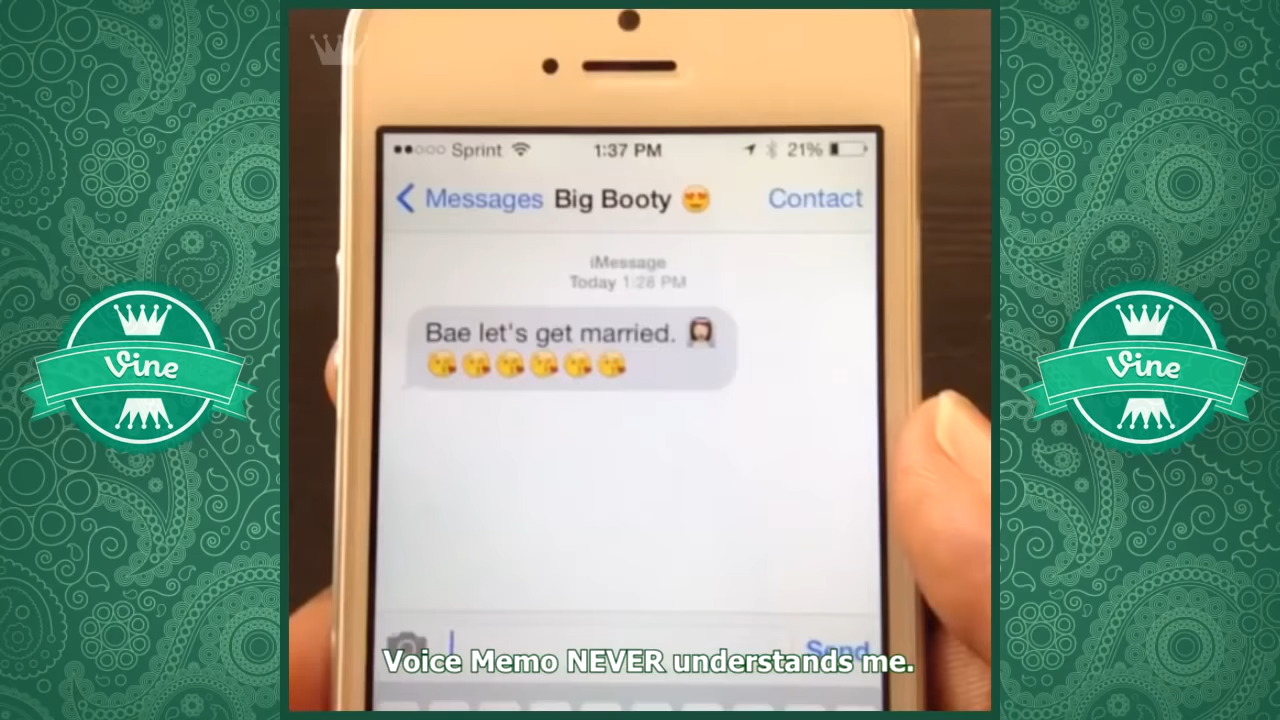 ●●○○○ Sprint 1:37 PM 21%
Messages Big Booty 😍 Contact
iMessage
Today 1:28 PM
Bae let's get married. 👰
😘😘😘😘😘😘
Send
Voice Memo NEVER understands me.
Vine
Vine